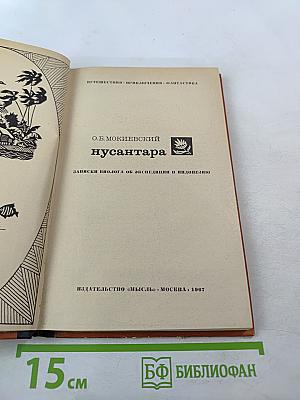 ПУТЕШЕСТВИЯ · ПРИКЛЮЧЕНИЯ · ФАНТАСТИКА
О.Б. МОКИЕВСКИЙ
нусантара
ЗАПИСКИ БИОЛОГА ОБ ЭКСПЕДИЦИИ В ИНДОНЕЗИЮ
ИЗДАТЕЛЬСТВО «МЫСЛЬ» · МОСКВА · 1967
15 см
БФ БИБЛИОФАН